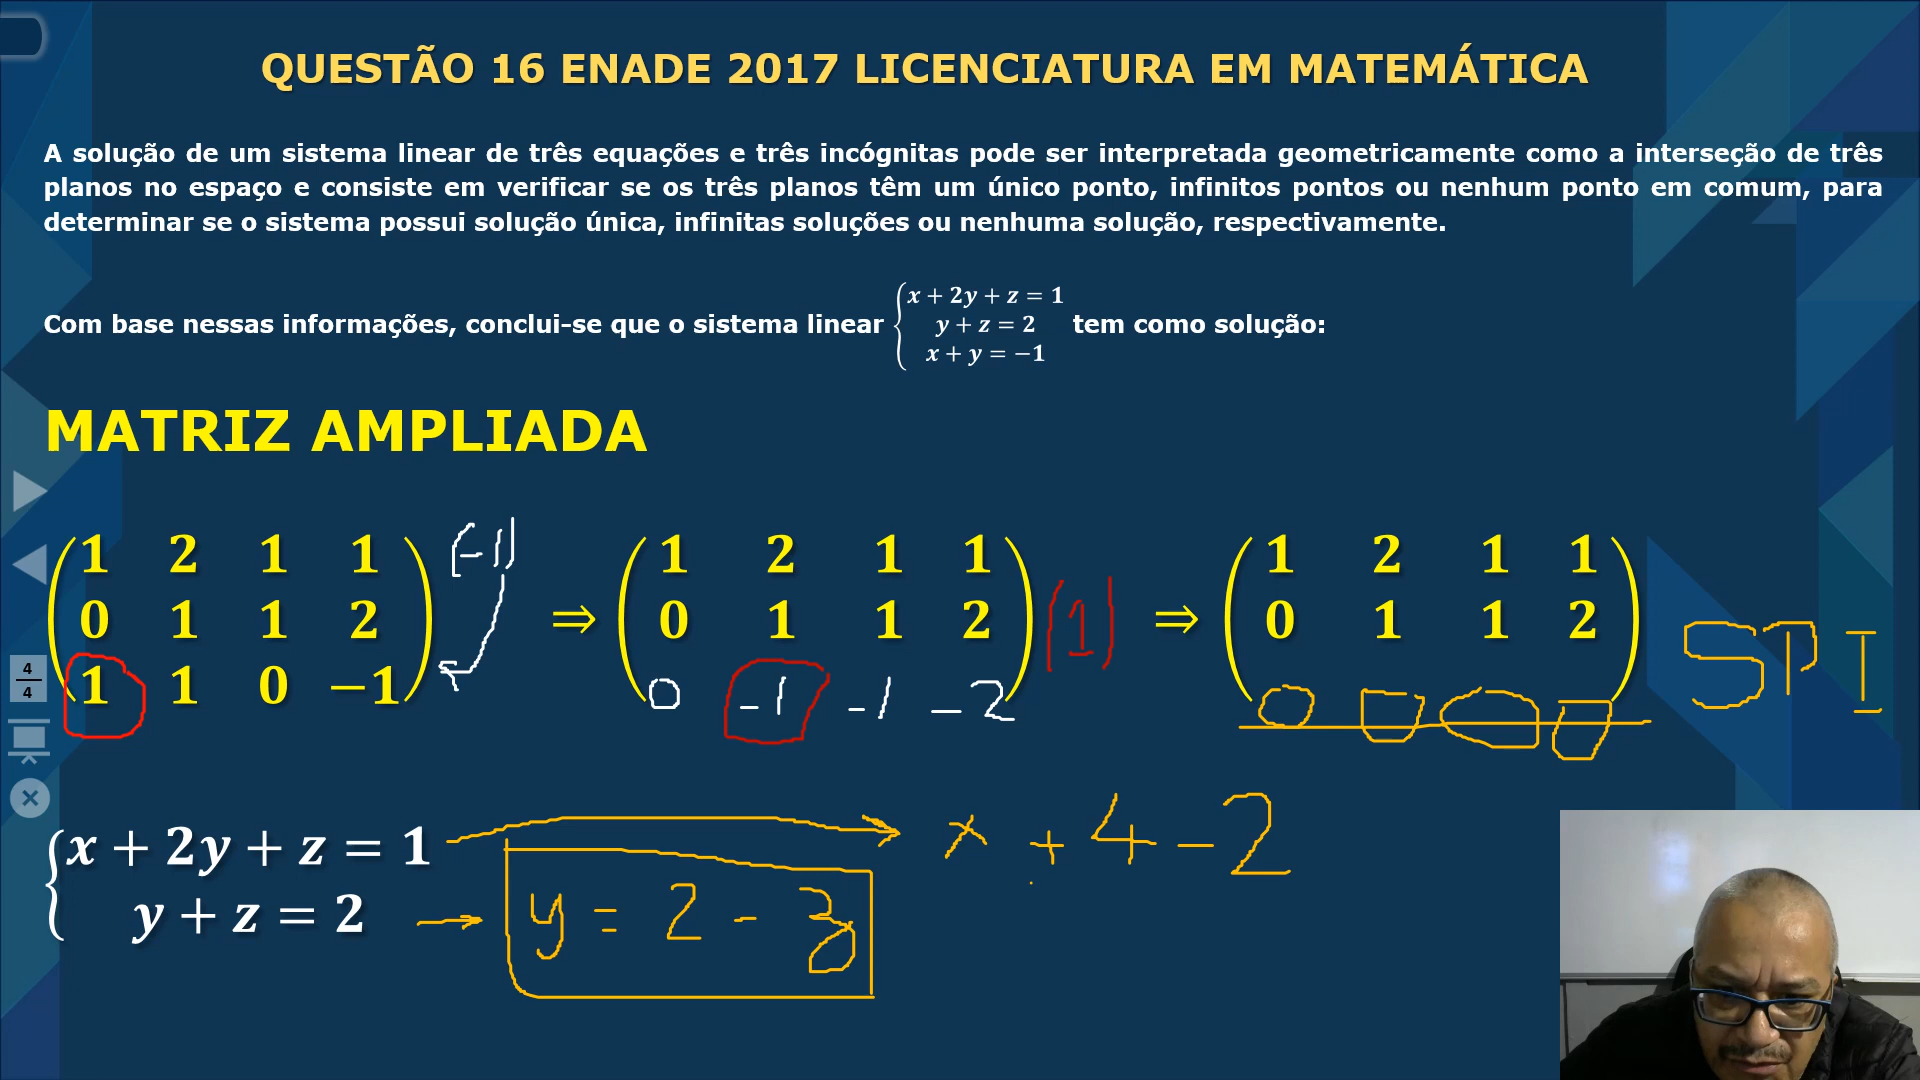 QUESTÃO 16 ENADE 2017 LICENCIATURA EM MATEMÁTICA
A solução de um sistema linear de três equações e três incógnitas pode ser interpretada geometricamente como a interseção de três
planos no espaço e consiste em verificar se os três planos têm um único ponto, infinitos pontos ou nenhum ponto em comum, para
determinar se o sistema possui solução única, infinitas soluções ou nenhuma solução, respectivamente.
x + 2y + z = 1
Com base nessas informações, conclui-se que o sistema linear { y + z = 2 tem como solução:
x + y = −1
MATRIZ AMPLIADA
1 2 1 1 (-1) 1 2 1 1 1 2 1 1
0 1 1 2 ⇒ 0 1 1 2 (1) ⇒ 0 1 1 2 SPI
1 1 0 −1 0 -1 -1 -2 0 0 0 0
4
4
x + 2y + z = 1 → x + 4 - 2
y + z = 2 → y = 2 - z